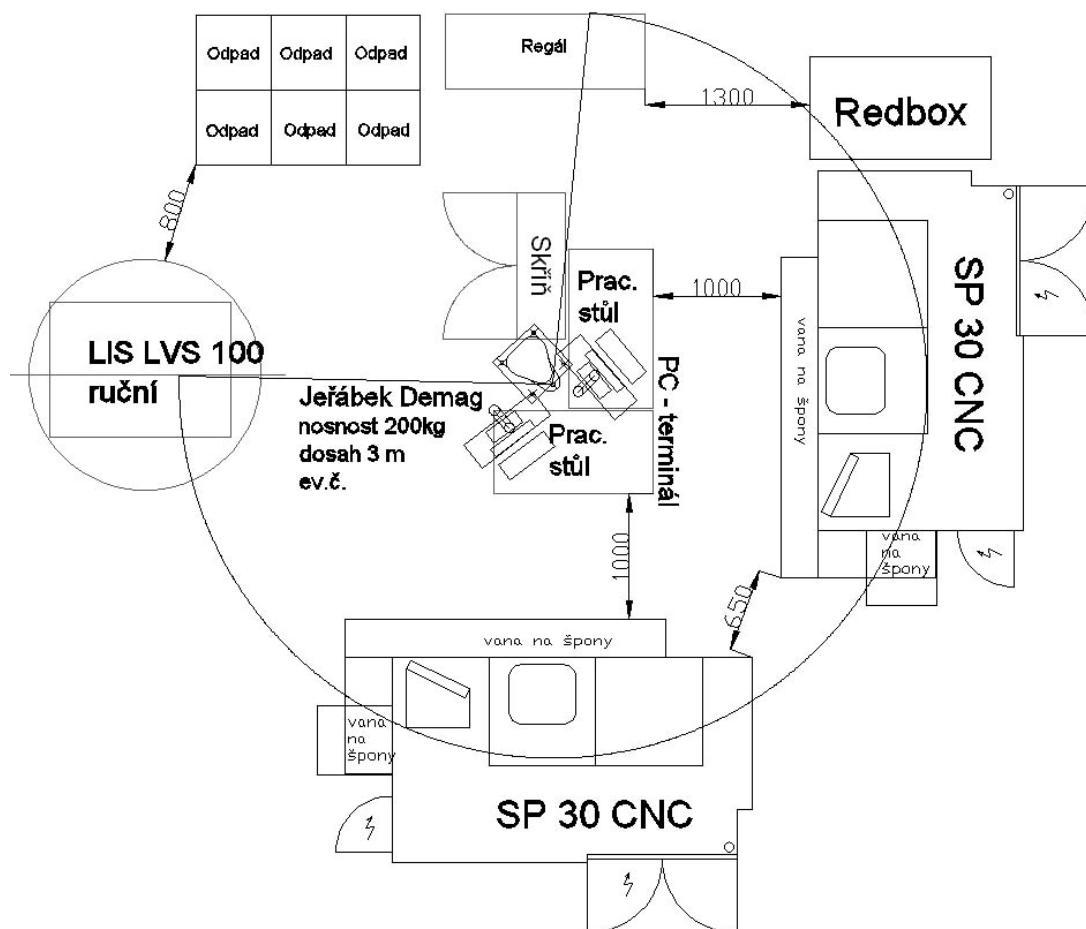 Odpad Odpad Odpad
Odpad Odpad Odpad
Regál
1300
Redbox
800
Skříň
Prac.
stůl
1000
vana na špony
SP 30 CNC
LIS LVS 100
ruční
Jeřábek Demag
nosnost 200kg
dosah 3 m
ev.č.
Prac.
stůl
PC - terminál
1000
vana
na
špony
650
vana na špony
vana
na
špony
SP 30 CNC